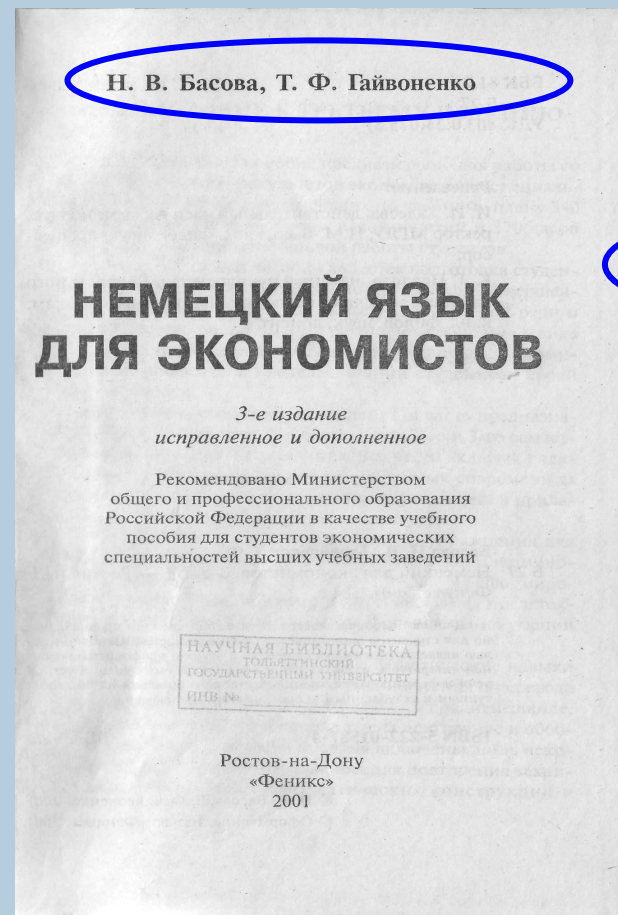 Н. В. Басова, Т. Ф. Гайвоненко
НЕМЕЦКИЙ ЯЗЫК
ДЛЯ ЭКОНОМИСТОВ
3-е издание
исправленное и дополненное
Рекомендовано Министерством
общего и профессионального образования
Российской Федерации в качестве учебного
пособия для студентов экономических
специальностей высших учебных заведений
НАУЧНАЯ БИБЛИОТЕКА
ТОЛЬЯТТИНСКИЙ
ГОСУДАРСТВЕННЫЙ УНИВЕРСИТЕТ
ИНВ №
Ростов-на-Дону
«Феникс»
2001